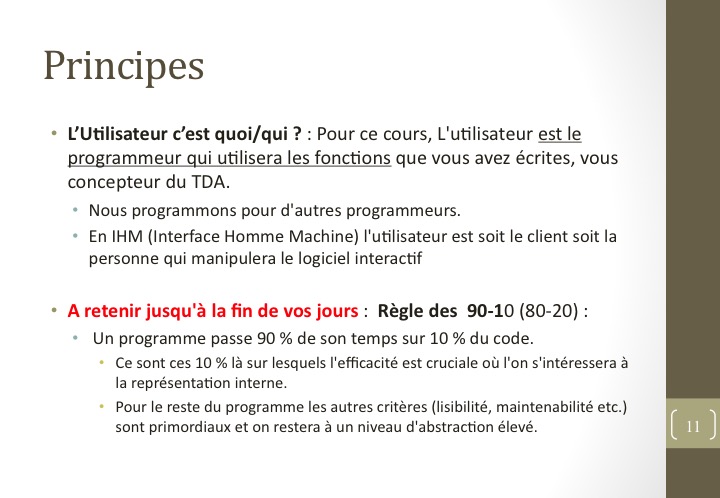 Principes
• L’Utilisateur c’est quoi/qui ? : Pour ce cours, L'utilisateur est le
programmeur qui utilisera les fonctions que vous avez écrites, vous
concepteur du TDA.
• Nous programmons pour d'autres programmeurs.
• En IHM (Interface Homme Machine) l'utilisateur est soit le client soit la
personne qui manipulera le logiciel interactif
• A retenir jusqu'à la fin de vos jours : Règle des 90-10 (80-20) :
• Un programme passe 90 % de son temps sur 10 % du code.
• Ce sont ces 10 % là sur lesquels l'efficacité est cruciale où l'on s'intéressera à
la représentation interne.
• Pour le reste du programme les autres critères (lisibilité, maintenabilité etc.)
sont primordiaux et on restera à un niveau d'abstraction élevé.
11